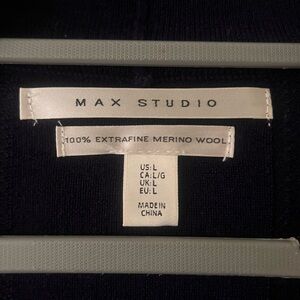 MAX STUDIO
100% EXTRAFINE MERINO WOOL
US:L
CA:L/G
UK:L
EU:L
MADE IN
CHINA